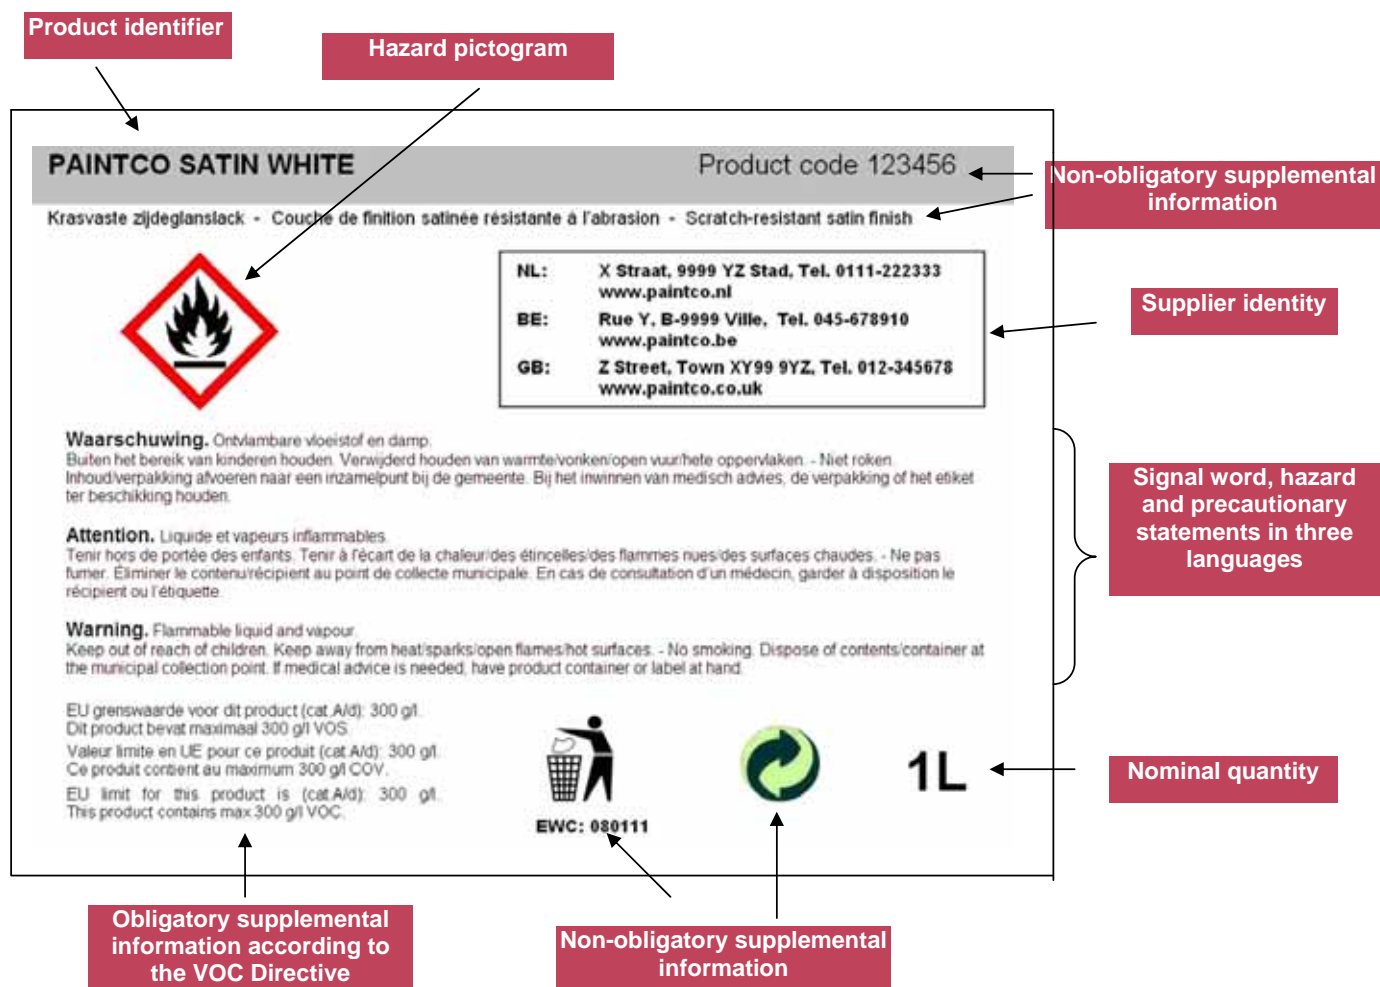 Product identifier
Hazard pictogram
PAINTCO SATIN WHITE
Product code 123456
Non-obligatory supplemental
information
Krasvaste zijdeglanslack - Couche de finition satinée résistante à l'abrasion - Scratch-resistant satin finish
NL: X Straat, 9999 YZ Stad, Tel. 0111-222333
www.paintco.nl
BE: Rue Y, B-9999 Ville, Tel. 045-678910
www.paintco.be
GB: Z Street, Town XY99 9YZ, Tel. 012-345678
www.paintco.co.uk
Supplier identity
Waarschuwing. Ontvlambare vloeistof en damp.
Buiten het bereik van kinderen houden. Verwijderd houden van warmte/vonken/open vuur/hete oppervlaken. - Niet roken.
Inhoud/verpakking afvoeren naar een inzamelpunt bij de gemeente. Bij het inwinnen van medisch advies, de verpakking of het etiket
ter beschikking houden.
Attention. Liquide et vapeurs inflammables.
Tenir hors de portée des enfants. Tenir à l'écart de la chaleur/des étincelles/des flammes nues/des surfaces chaudes. - Ne pas
fumer. Éliminer le contenu/récipient au point de collecte municipale. En cas de consultation d'un médecin, garder à disposition le
récipient ou l'étiquette.
Warning. Flammable liquid and vapour.
Keep out of reach of children. Keep away from heat/sparks/open flames/hot surfaces. - No smoking. Dispose of contents/container at
the municipal collection point. If medical advice is needed, have product container or label at hand.
Signal word, hazard
and precautionary
statements in three
languages
EU grenswaarde voor dit product (cat.A/d): 300 g/l.
Dit product bevat maximaal 300 g/l VOS.
Valeur limite en UE pour ce produit (cat.A/d): 300 g/l.
Ce produit contient au maximum 300 g/l COV.
EU limit for this product is (cat.A/d): 300 g/l.
This product contains max 300 g/l VOC.
EWC: 080111
1L
Nominal quantity
Obligatory supplemental
information according to
the VOC Directive
Non-obligatory supplemental
information